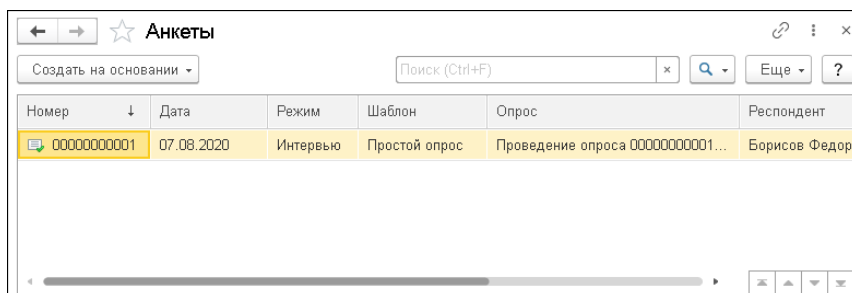 Анкеты
Создать на основании
Поиск (Ctrl+F)
×
Еще
?
Номер ↓ Дата Режим Шаблон Опрос Респондент
00000000001 07.08.2020 Интервью Простой опрос Проведение опроса 00000000001... Борисов Федор